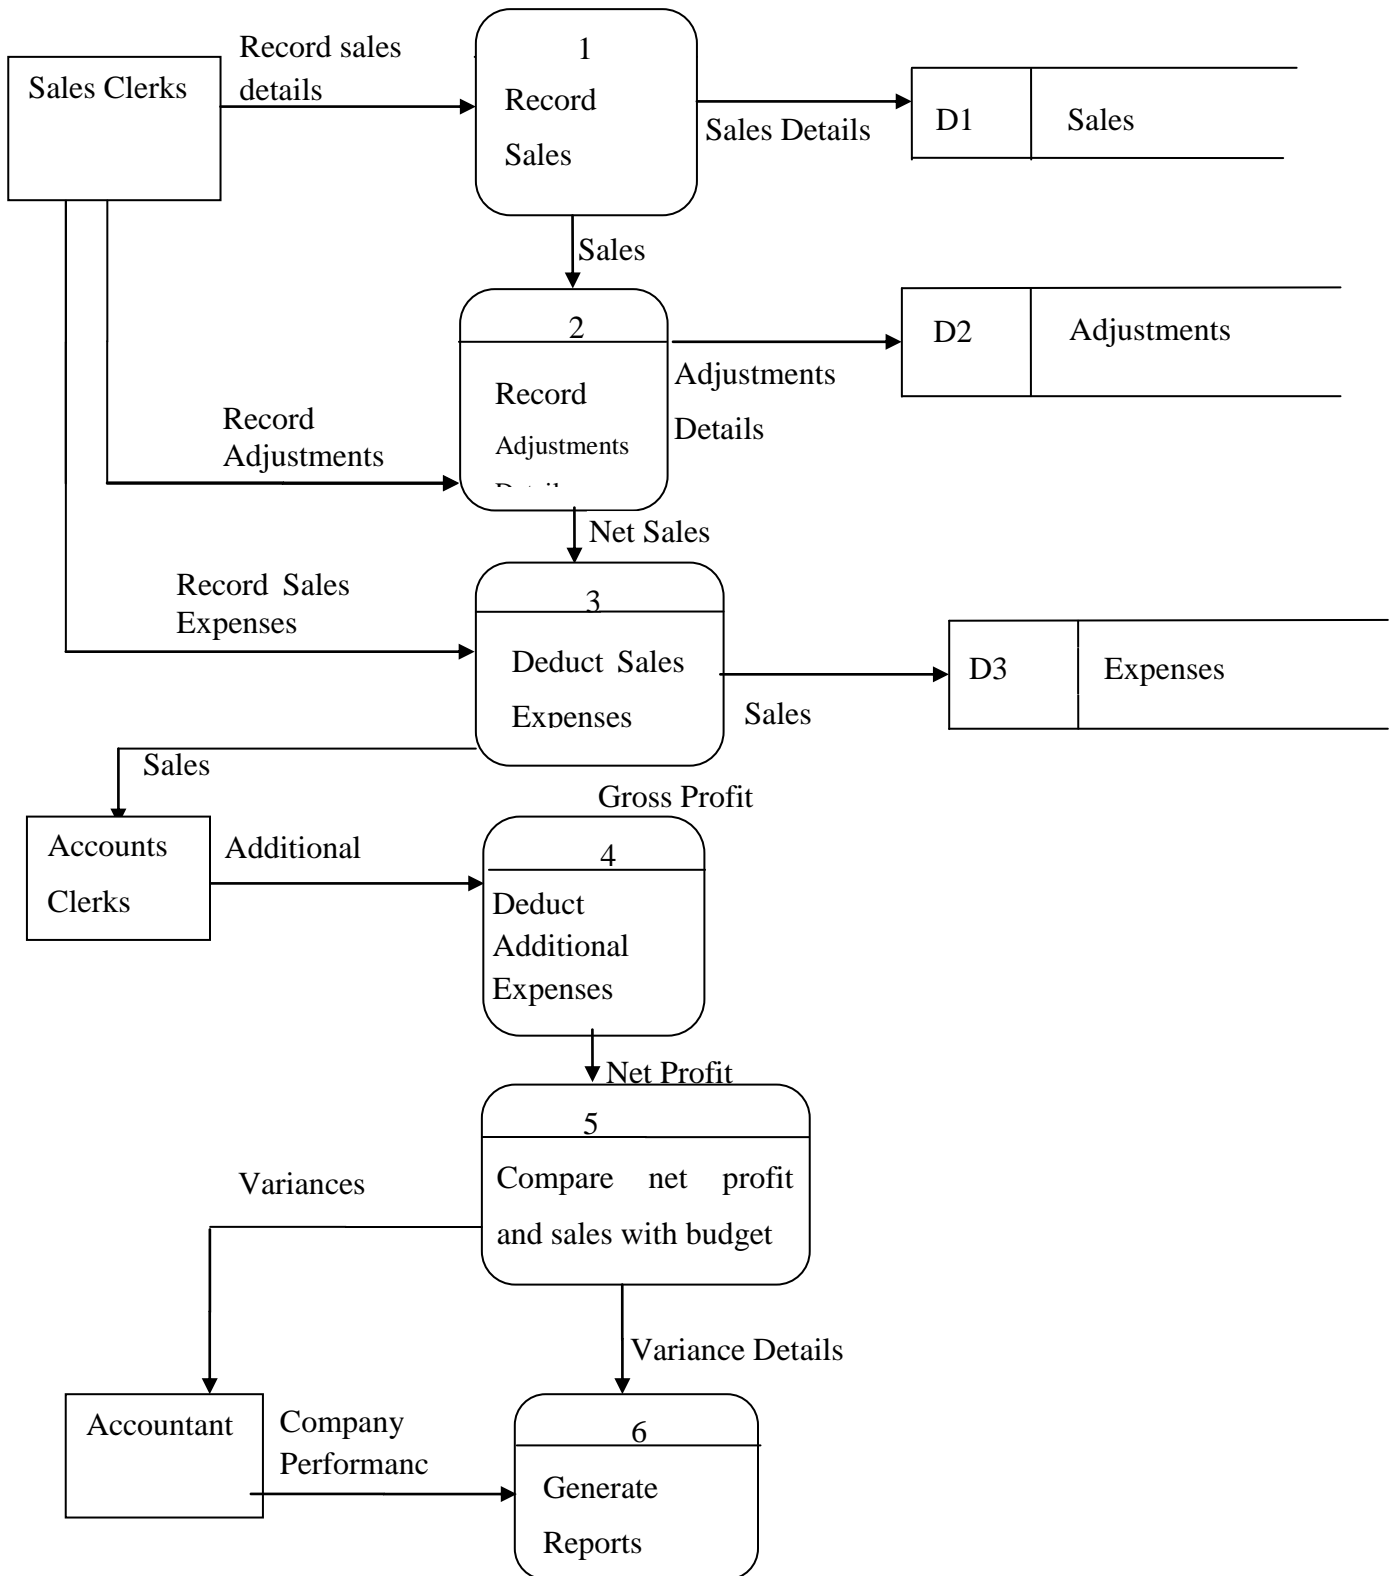 Record sales
details
Sales Clerks
1
Record
Sales
Sales Details
D1
Sales
Sales
2
Record
Adjustments
Adjustments
Details
D2
Adjustments
Record
Adjustments
Net Sales
Record Sales
Expenses
3
Deduct Sales
Expenses
Sales
D3
Expenses
Sales
Gross Profit
Accounts
Clerks
Additional
4
Deduct
Additional
Expenses
Net Profit
5
Compare net profit
and sales with budget
Variances
Variance Details
Accountant
Company
Performanc
6
Generate
Reports